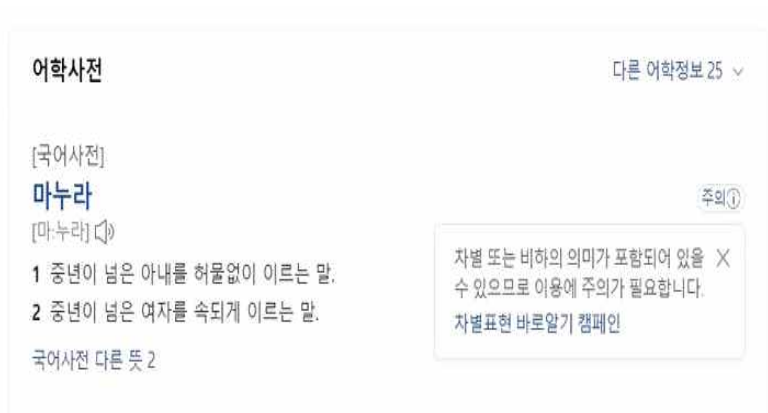 어학사전
다른 어학정보 25
[국어사전]
마누라
주의
[마:누라]
1 중년이 넘은 아내를 허물없이 이르는 말.
2 중년이 넘은 여자를 속되게 이르는 말.
국어사전 다른 뜻 2
차별 또는 비하의 의미가 포함되어 있을
수 있으므로 이용에 주의가 필요합니다.
차별표현 바로알기 캠페인